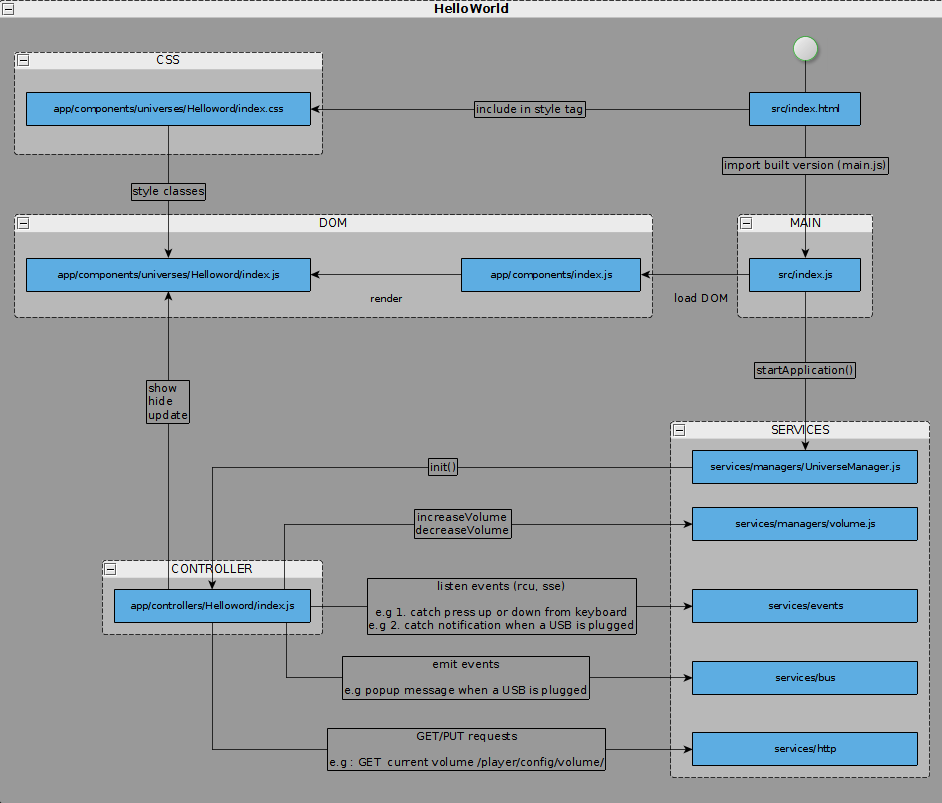 HelloWorld
CSS
app/components/universes/Helloword/index.css
include in style tag
src/index.html
import built version (main.js)
style classes
DOM
MAIN
app/components/universes/Helloword/index.js
app/components/index.js
src/index.js
render
load DOM
startApplication()
show
hide
update
SERVICES
init()
services/managers/UniverseManager.js
increaseVolume
decreaseVolume
services/managers/volume.js
CONTROLLER
app/controllers/Helloword/index.js
listen events (rcu, sse)
e.g 1. catch press up or down from keyboard
e.g 2. catch notification when a USB is plugged
services/events
emit events
e.g popup message when a USB is plugged
services/bus
GET/PUT requests
e.g : GET current volume /player/config/volume/
services/http